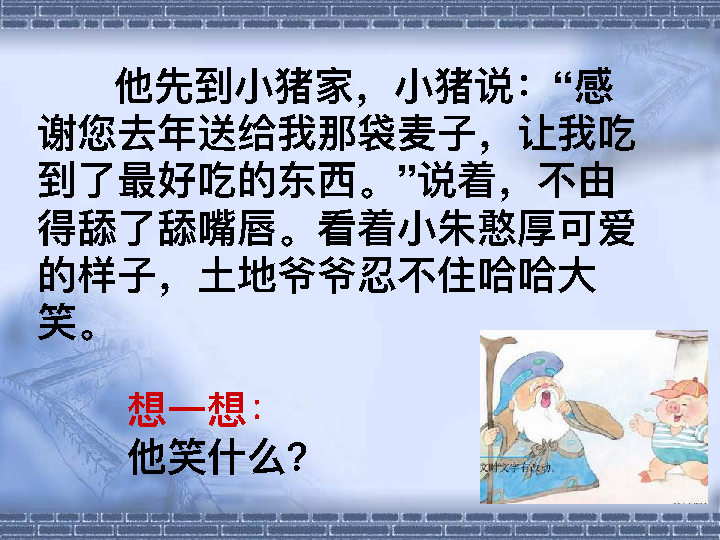 他先到小猪家，小猪说：“感
谢您去年送给我那袋麦子，让我吃
到了最好吃的东西。”说着，不由
得舔了舔嘴唇。看着小朱憨厚可爱
的样子，土地爷爷忍不住哈哈大
笑。
想一想：
他笑什么？
文时文字有改动.